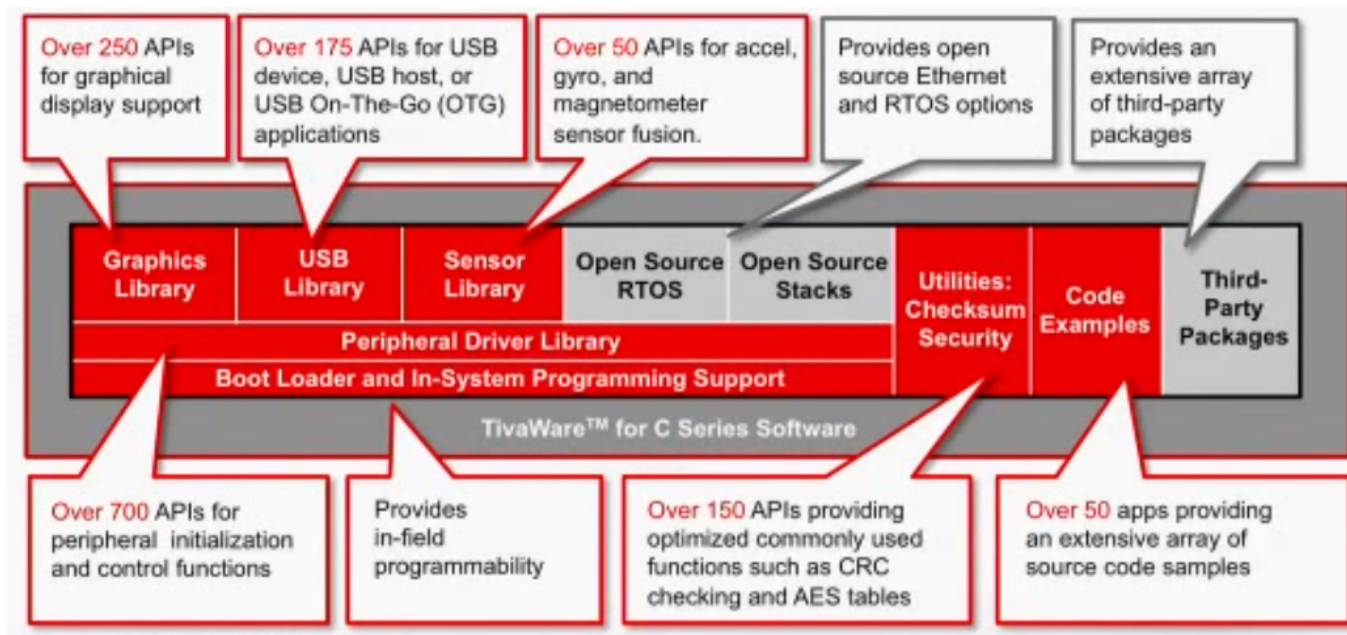 Over 250 APIs
for graphical
display support
Over 175 APIs for USB
device, USB host, or
USB On-The-Go (OTG)
applications
Over 50 APIs for accel,
gyro, and
magnetometer
sensor fusion.
Provides open
source Ethernet
and RTOS options
Provides an
extensive array
of third-party
packages
Graphics
Library
USB
Library
Sensor
Library
Open Source
RTOS
Open Source
Stacks
Utilities:
Checksum
Security
Code
Examples
Third-
Party
Packages
Peripheral Driver Library
Boot Loader and In-System Programming Support
TivaWare™ for C Series Software
Over 700 APIs for
peripheral initialization
and control functions
Provides
in-field
programmability
Over 150 APIs providing
optimized commonly used
functions such as CRC
checking and AES tables
Over 50 apps providing
an extensive array of
source code samples